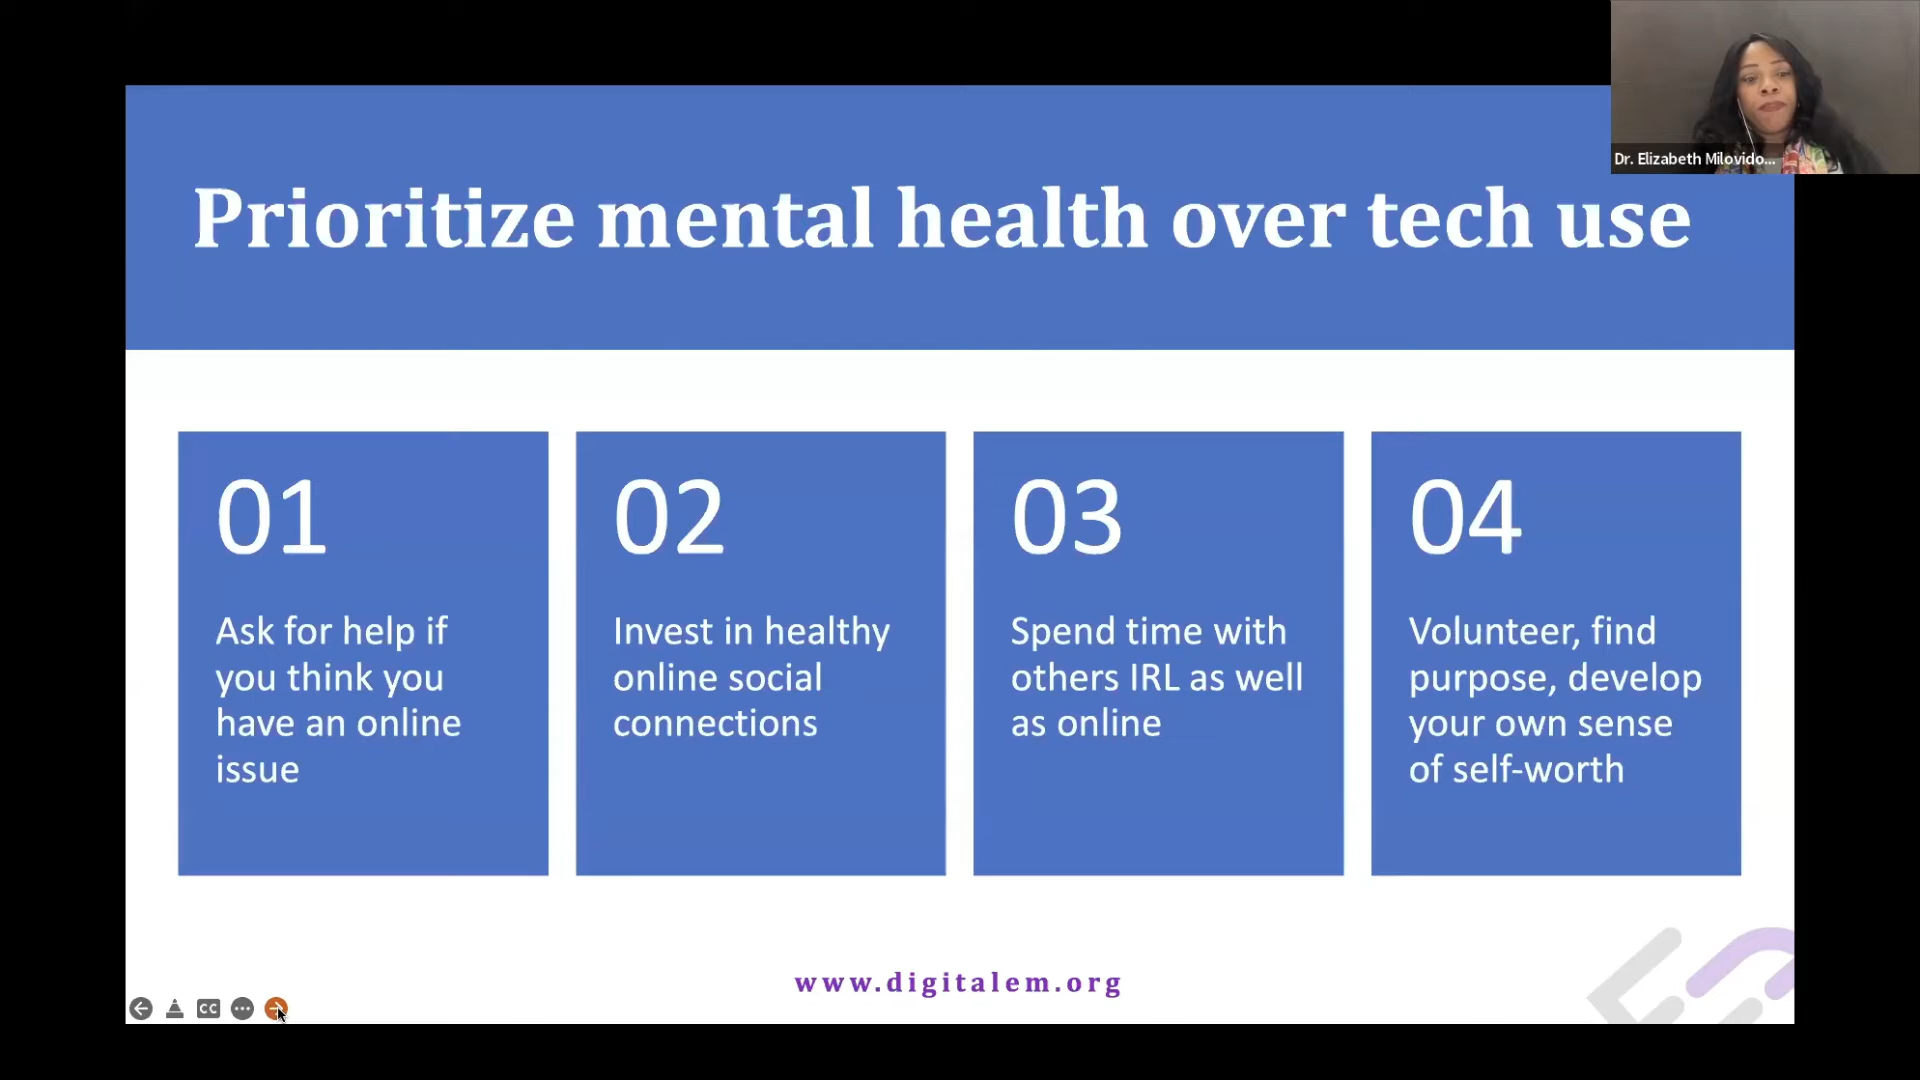 Dr. Elizabeth Milovido...
Prioritize mental health over tech use
01
Ask for help if
you think you
have an online
issue
02
Invest in healthy
online social
connections
03
Spend time with
others IRL as well
as online
04
Volunteer, find
purpose, develop
your own sense
of self-worth
www.digitalem.org
CC